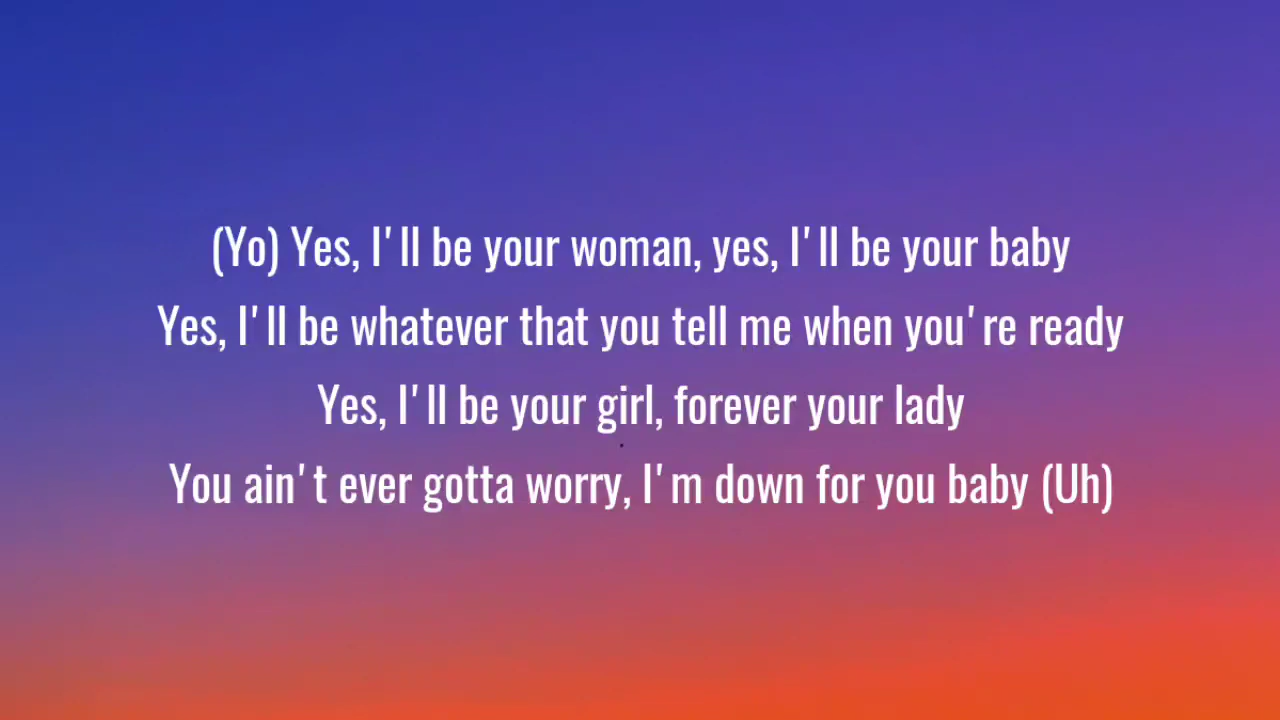 (Yo) Yes, I'll be your woman, yes, I'll be your baby
Yes, I'll be whatever that you tell me when you're ready
Yes, I'll be your girl, forever your lady
You ain't ever gotta worry, I'm down for you baby (Uh)